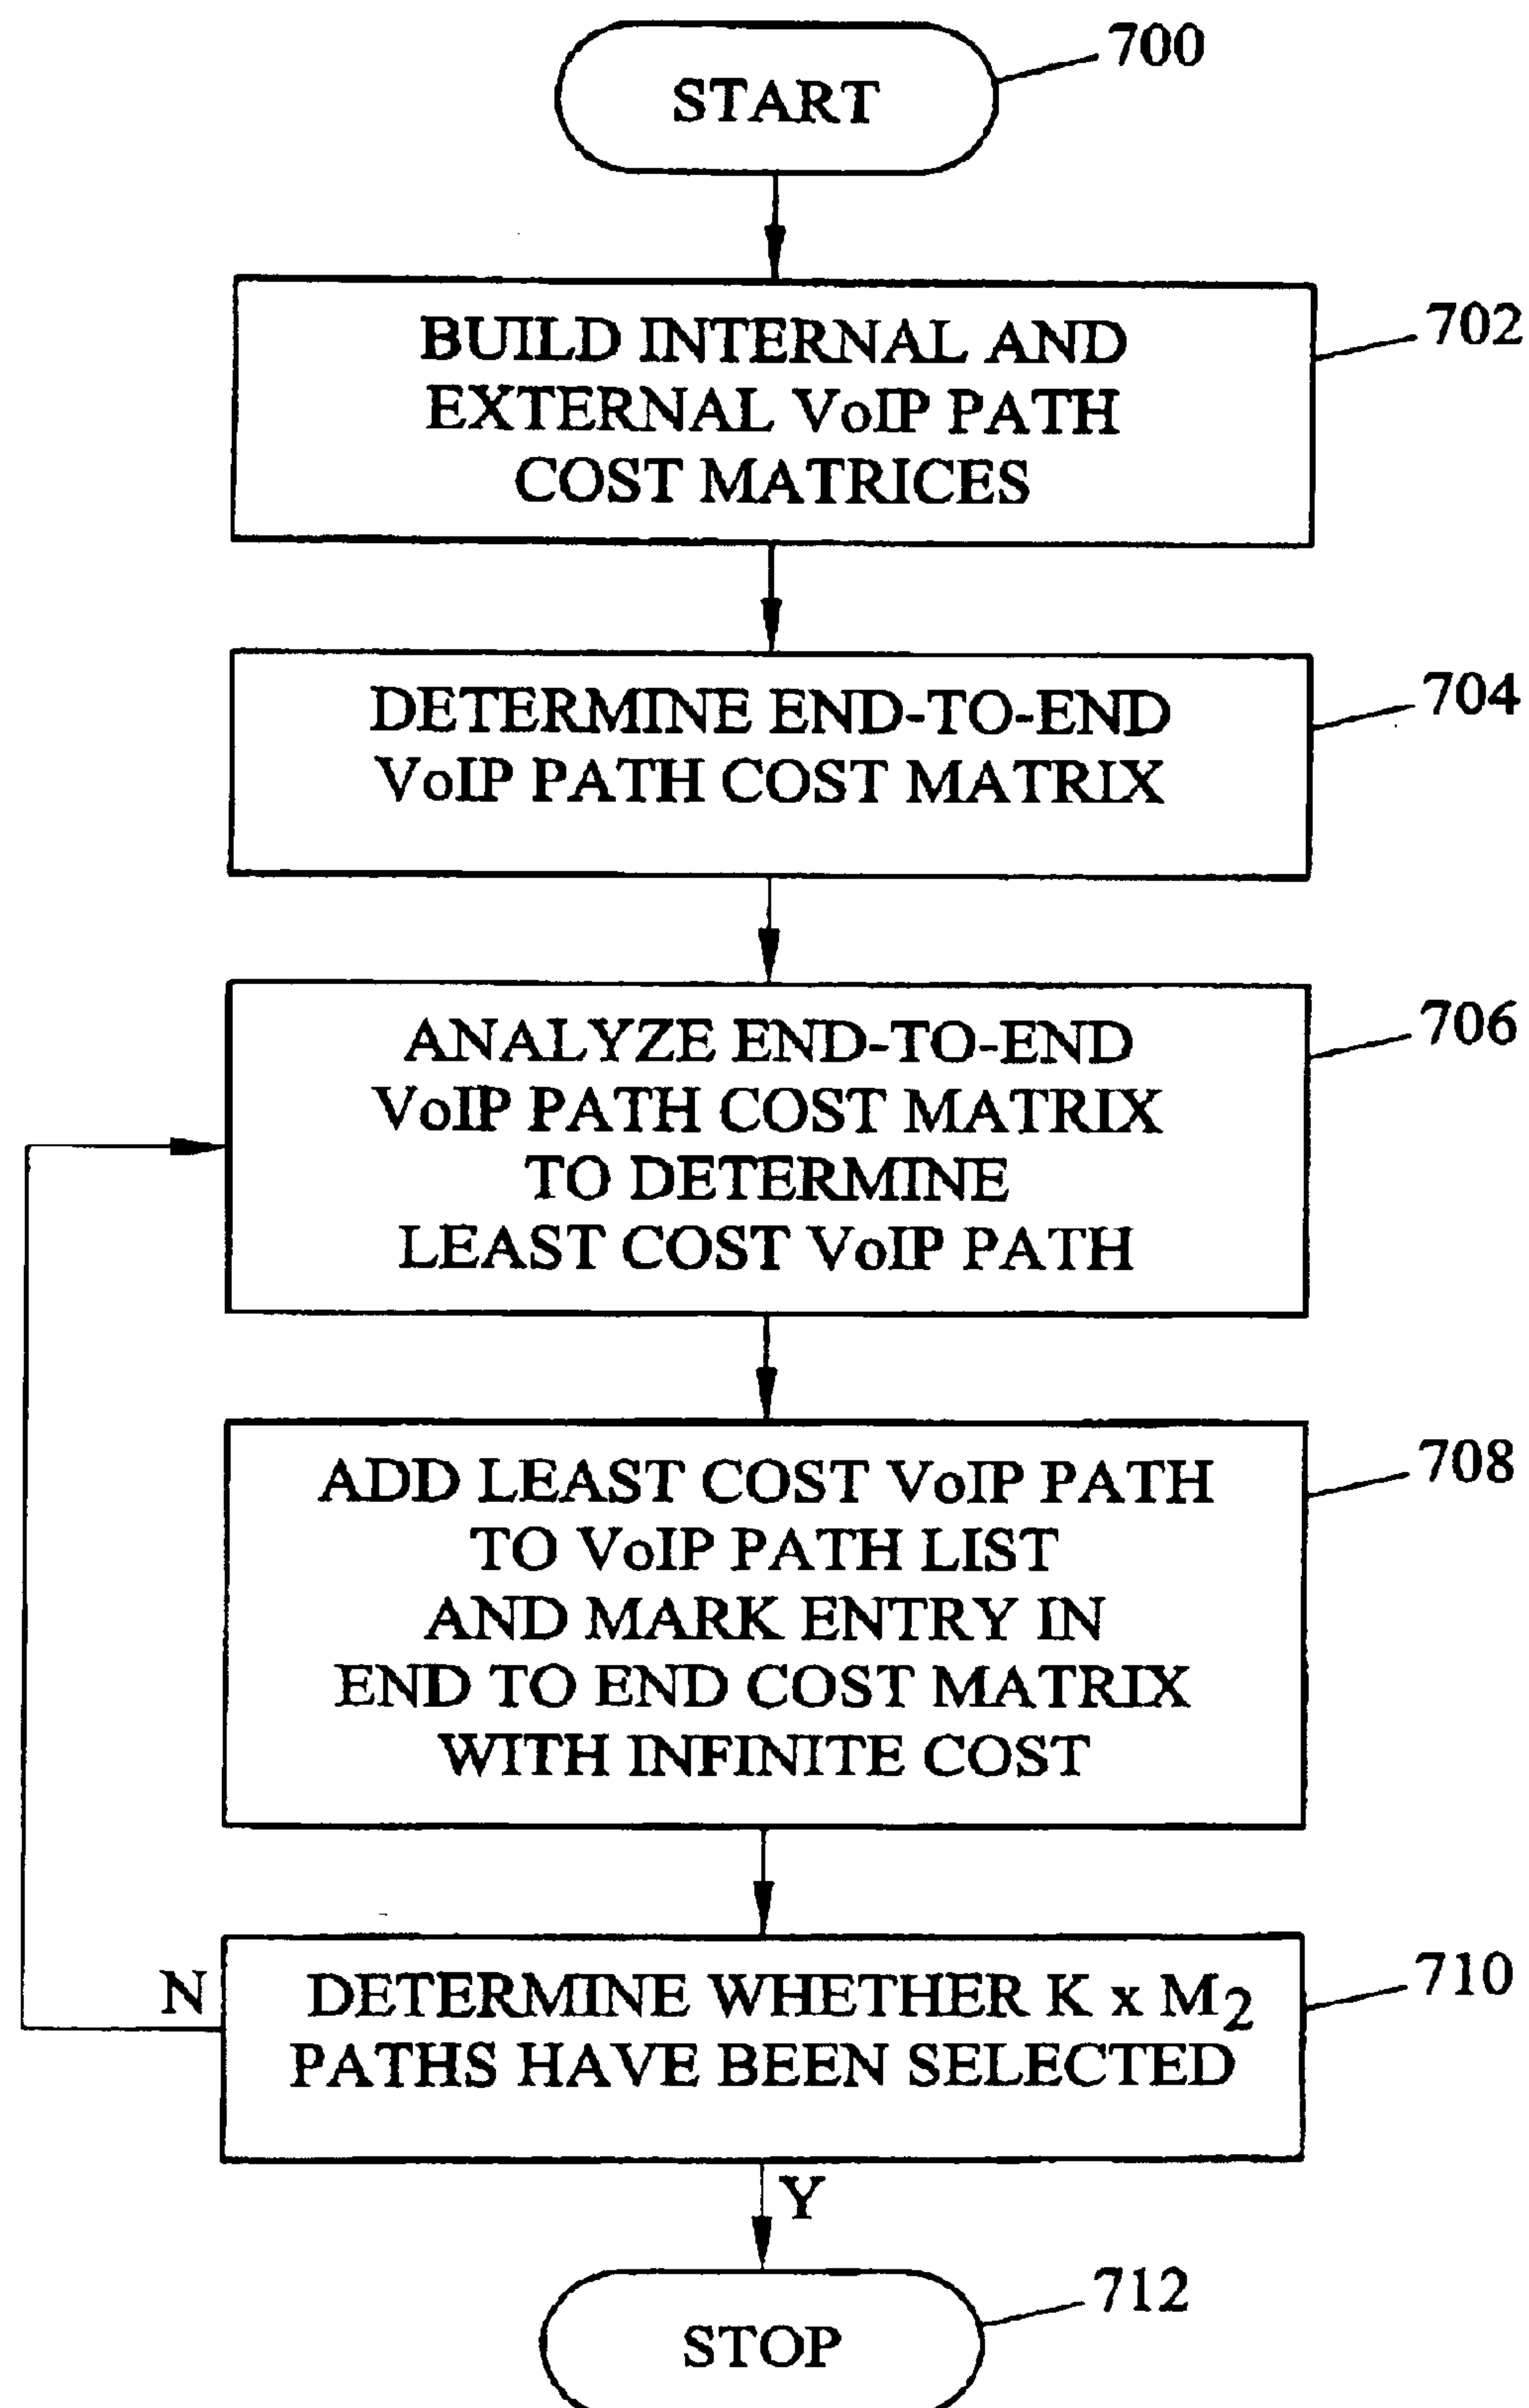 700
START
702
BUILD INTERNAL AND
EXTERNAL VoIP PATH
COST MATRICES
704
DETERMINE END-TO-END
VoIP PATH COST MATRIX
706
ANALYZE END-TO-END
VoIP PATH COST MATRIX
TO DETERMINE
LEAST COST VoIP PATH
708
ADD LEAST COST VoIP PATH
TO VoIP PATH LIST
AND MARK ENTRY IN
END TO END COST MATRIX
WITH INFINITE COST
710
N
DETERMINE WHETHER K x M₂
PATHS HAVE BEEN SELECTED
Y
712
STOP